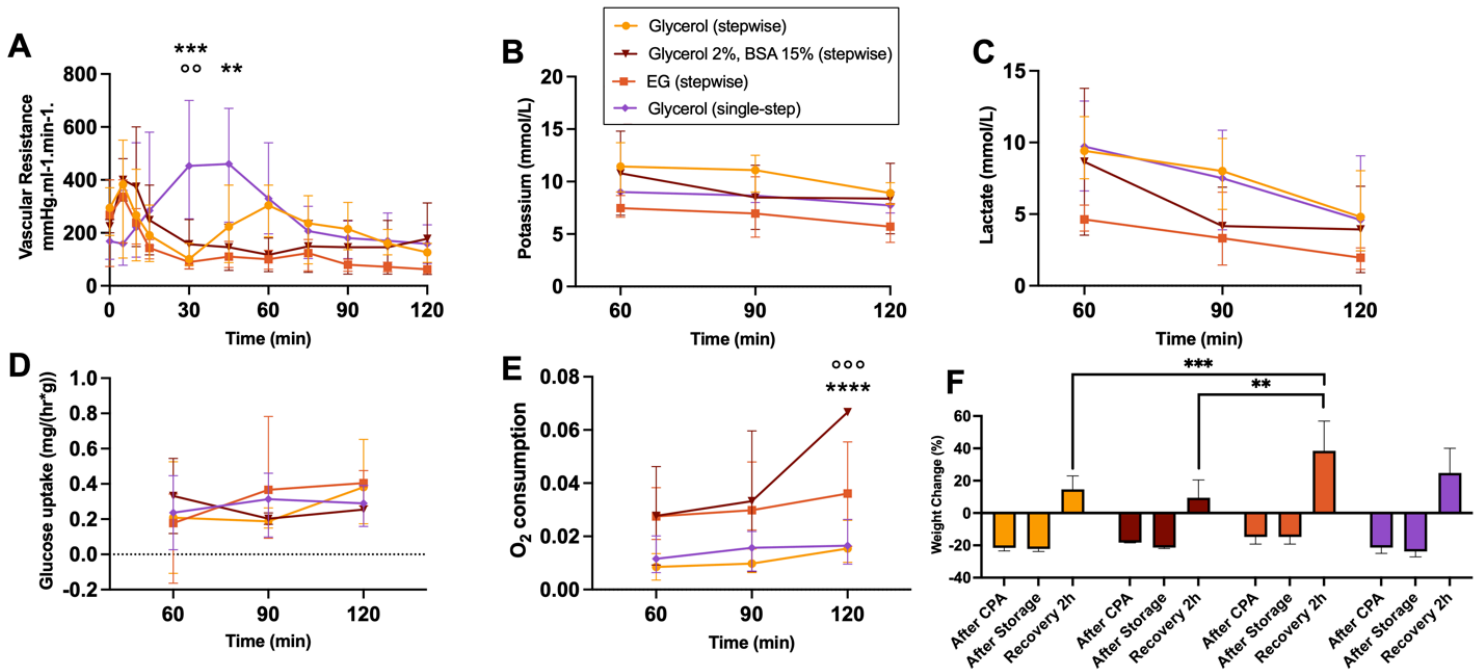 Glycerol (stepwise)
Glycerol 2%, BSA 15% (stepwise)
EG (stepwise)
Glycerol (single-step)
A
***
°° **
Vascular Resistance
mmHg.ml-1.min-1.
800
600
400
200
0
0 30 60 90 120
Time (min)
B
Potassium (mmol/L)
20
15
10
5
0
60 90 120
Time (min)
C
Lactate (mmol/L)
15
10
5
0
60 90 120
Time (min)
D
Glucose uptake (mg/(hr*g))
1.0
0.8
0.6
0.4
0.2
0.0
-0.2
60 90 120
Time (min)
E
°°°
****
O2 consumption
0.08
0.06
0.04
0.02
0.00
60 90 120
Time (min)
F
***
**
Weight Change (%)
60
40
20
0
-20
-40
After CPA
After Storage
Recovery 2h
After CPA
After Storage
Recovery 2h
After CPA
After Storage
Recovery 2h
After CPA
After Storage
Recovery 2h